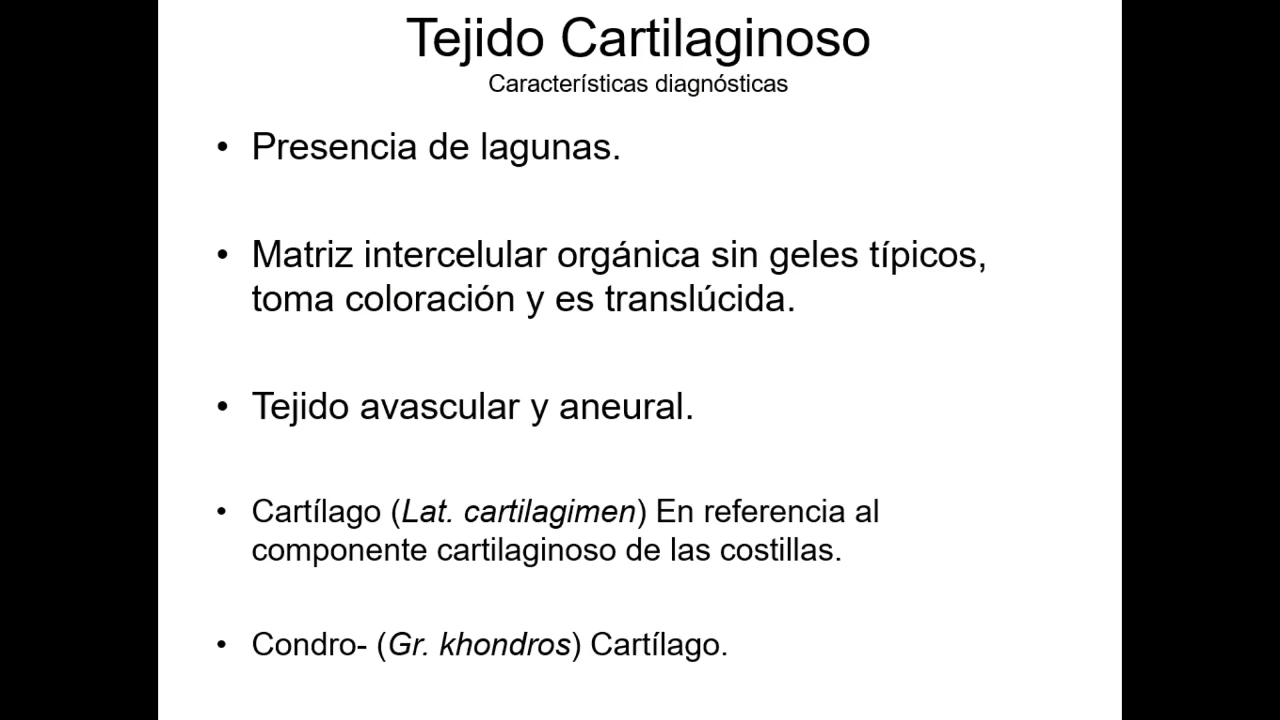 Tejido Cartilaginoso
Características diagnósticas
• Presencia de lagunas.
• Matriz intercelular orgánica sin geles típicos,
toma coloración y es translúcida.
• Tejido avascular y aneural.
• Cartílago (Lat. cartilagimen) En referencia al
componente cartilaginoso de las costillas.
• Condro- (Gr. khondros) Cartílago.